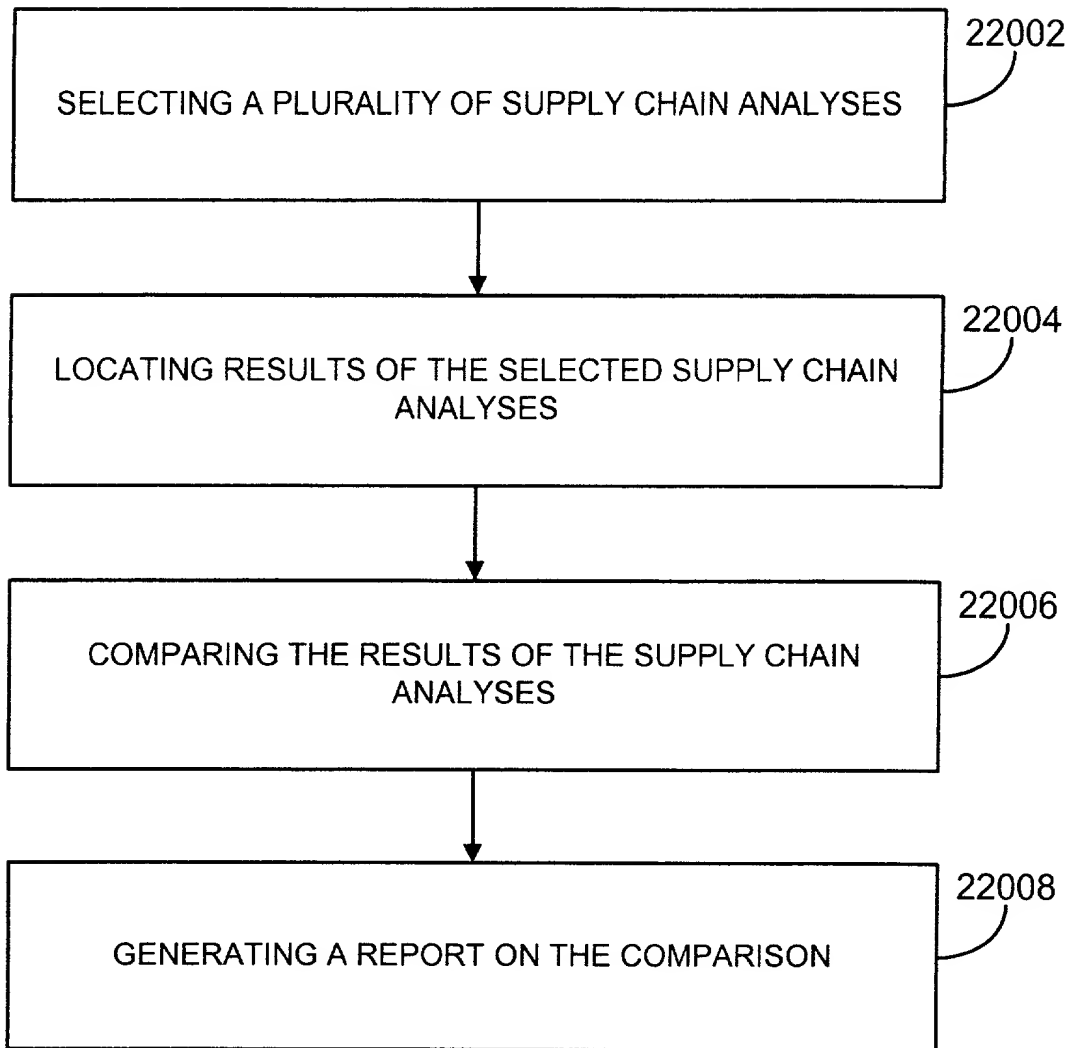 22002
SELECTING A PLURALITY OF SUPPLY CHAIN ANALYSES
22004
LOCATING RESULTS OF THE SELECTED SUPPLY CHAIN
ANALYSES
22006
COMPARING THE RESULTS OF THE SUPPLY CHAIN
ANALYSES
22008
GENERATING A REPORT ON THE COMPARISON